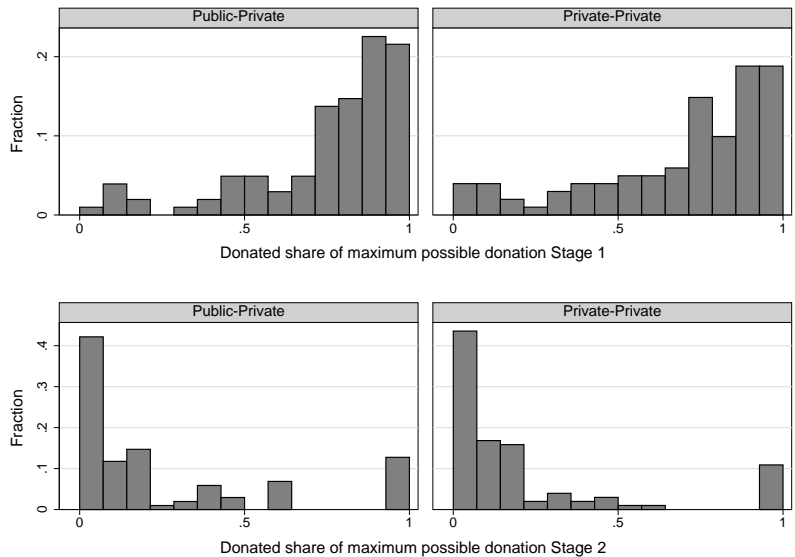 Public-Private
Private-Private
Fraction
.2
.1
0
0
.5
1
0
.5
1
Donated share of maximum possible donation Stage 1
Public-Private
Private-Private
Fraction
.4
.3
.2
.1
0
0
.5
1
0
.5
1
Donated share of maximum possible donation Stage 2